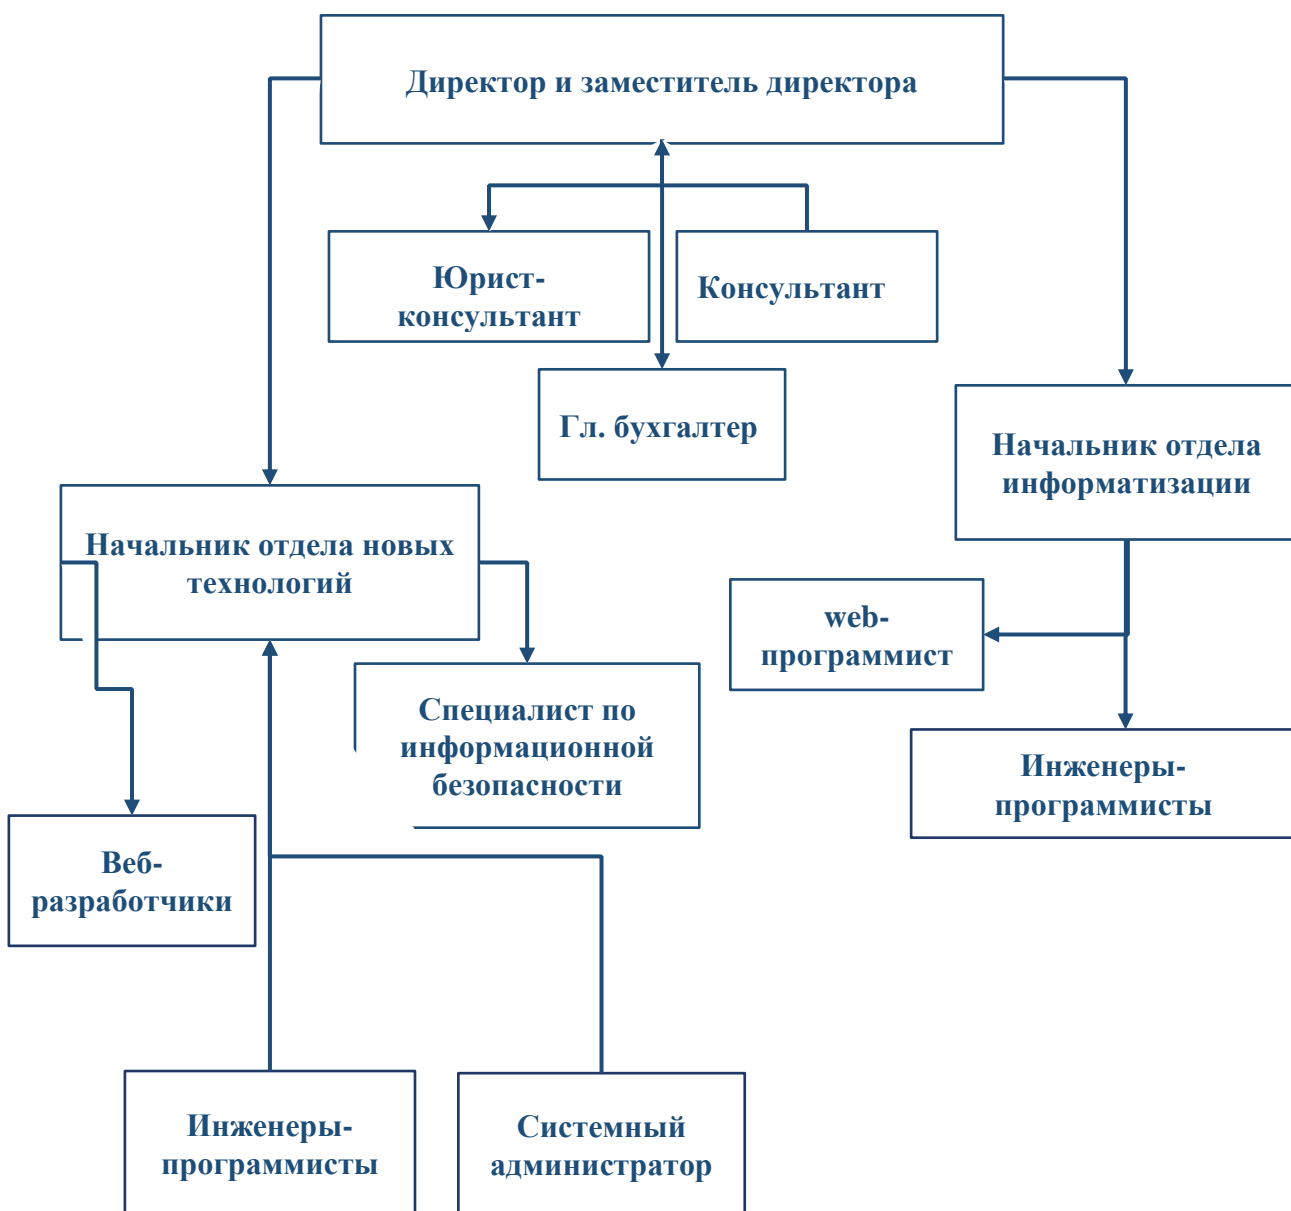 Директор и заместитель директора
Юрист-
консультант
Консультант
Гл. бухгалтер
Начальник отдела
информатизации
Начальник отдела новых
технологий
web-
программист
Специалист по
информационной
безопасности
Инженеры-
программисты
Веб-
разработчики
Инженеры-
программисты
Системный
администратор